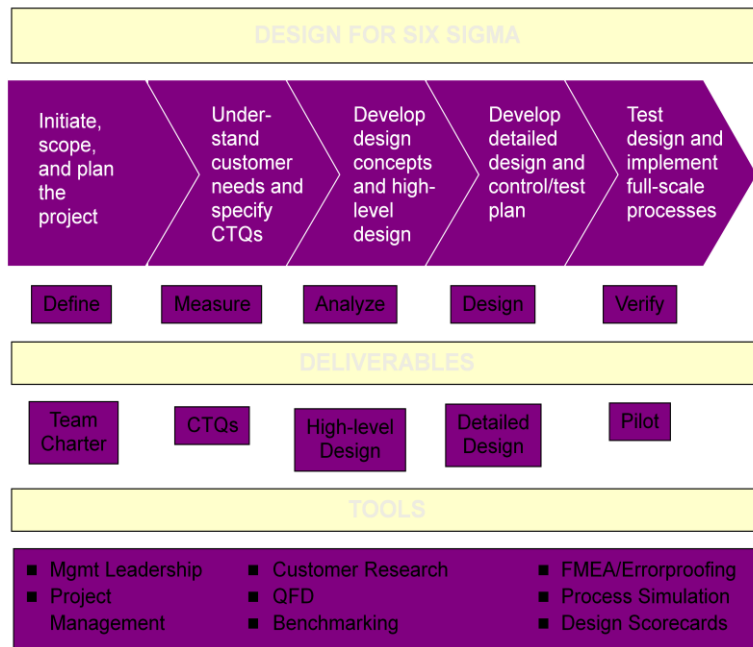 DESIGN FOR SIX SIGMA
Initiate,
scope,
and plan
the
project
Under-
stand
customer
needs and
specify
CTQs
Develop
design
concepts
and high-
level
design
Develop
detailed
design and
control/test
plan
Test
design and
implement
full-scale
processes
Define
Measure
Analyze
Design
Verify
DELIVERABLES
Team
Charter
CTQs
High-level
Design
Detailed
Design
Pilot
TOOLS
■ Mgmt Leadership
■ Project
Management
■ Customer Research
■ QFD
■ Benchmarking
■ FMEA/Errorproofing
■ Process Simulation
■ Design Scorecards